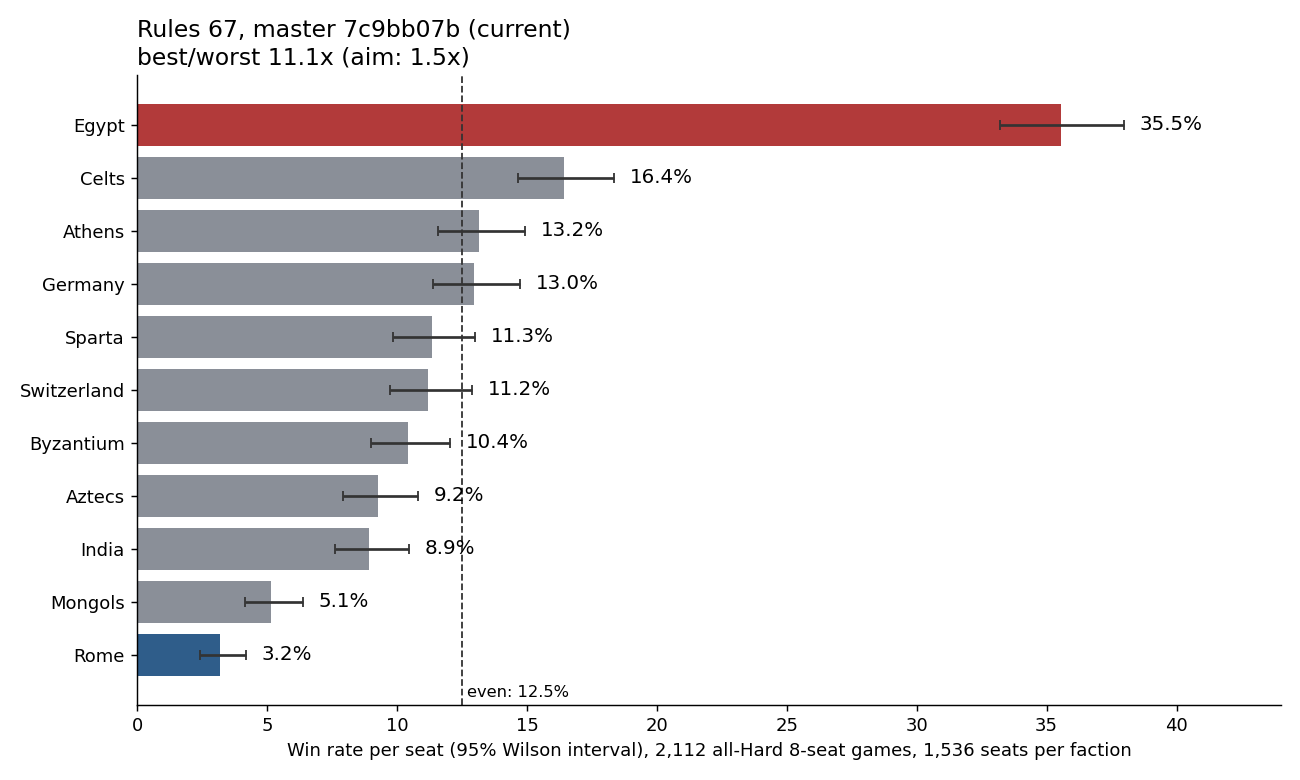 Rules 67, master 7c9bb07b (current)
best/worst 11.1x (aim: 1.5x)
Egypt 35.5%
Celts 16.4%
Athens 13.2%
Germany 13.0%
Sparta 11.3%
Switzerland 11.2%
Byzantium 10.4%
Aztecs 9.2%
India 8.9%
Mongols 5.1%
Rome 3.2%
even: 12.5%
0 5 10 15 20 25 30 35 40
Win rate per seat (95% Wilson interval), 2,112 all-Hard 8-seat games, 1,536 seats per faction